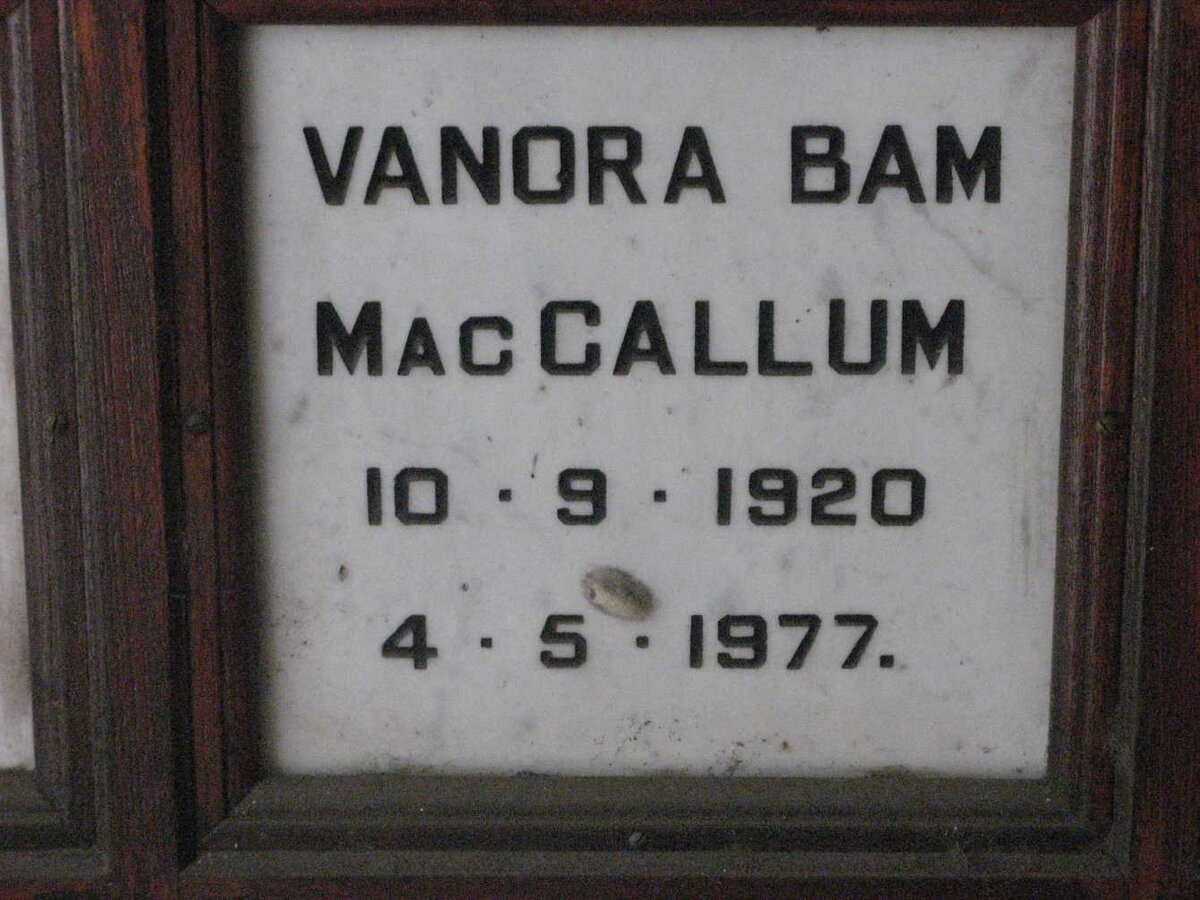 VANORA BAM
MacCALLUM
10 · 9 · 1920
4 · 5 · 1977.